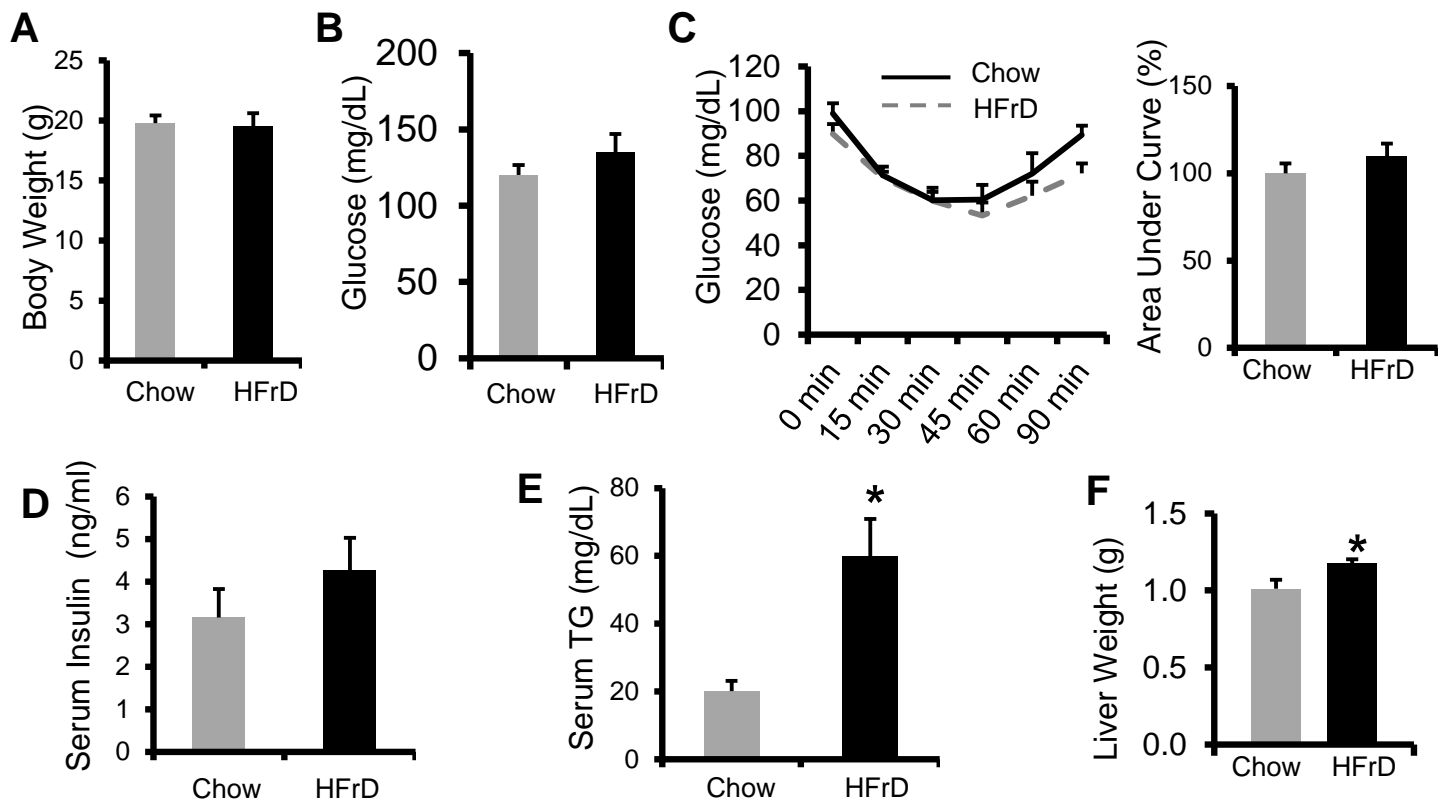 A
Body Weight (g)
25
20
15
10
5
0
Chow HFrD
B
Glucose (mg/dL)
200
150
100
50
0
Chow HFrD
C
Glucose (mg/dL)
120
100
80
60
40
20
0
Chow
HFrD
0 min
15 min
30 min
45 min
60 min
90 min
Area Under Curve (%)
150
100
50
0
Chow HFrD
D
Serum Insulin (ng/ml)
6
5
4
3
2
1
0
Chow HFrD
E
Serum TG (mg/dL)
80
60
40
20
0
*
Chow HFrD
F
Liver Weight (g)
1.5
1.0
0.5
0.0
*
Chow HFrD